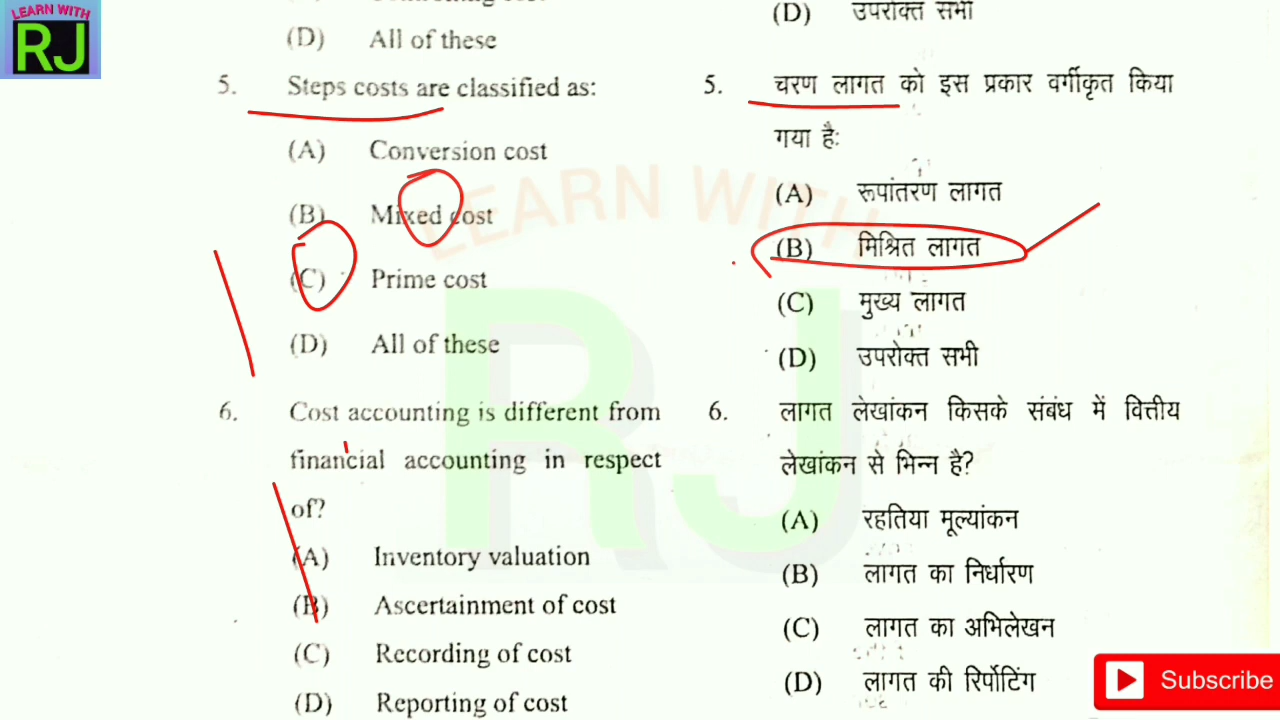 LEARN WITH
RJ
(D) All of these
5. Steps costs are classified as:
(A) Conversion cost
(B) Mixed cost
(C) Prime cost
(D) All of these
6. Cost accounting is different from
financial accounting in respect
of?
(A) Inventory valuation
(B) Ascertainment of cost
(C) Recording of cost
(D) Reporting of cost
(D) उपरोक्त सभी
5. चरण लागत को इस प्रकार वर्गीकृत किया
गया है:
(A) रूपांतरण लागत
(B) मिश्रित लागत
(C) मुख्य लागत
(D) उपरोक्त सभी
6. लागत लेखांकन किसके संबंध में वित्तीय
लेखांकन से भिन्न है?
(A) रहतिया मूल्यांकन
(B) लागत का निर्धारण
(C) लागत का अभिलेखन
(D) लागत की रिर्पोटिंग
LEARN WITH
RJ
Subscribe